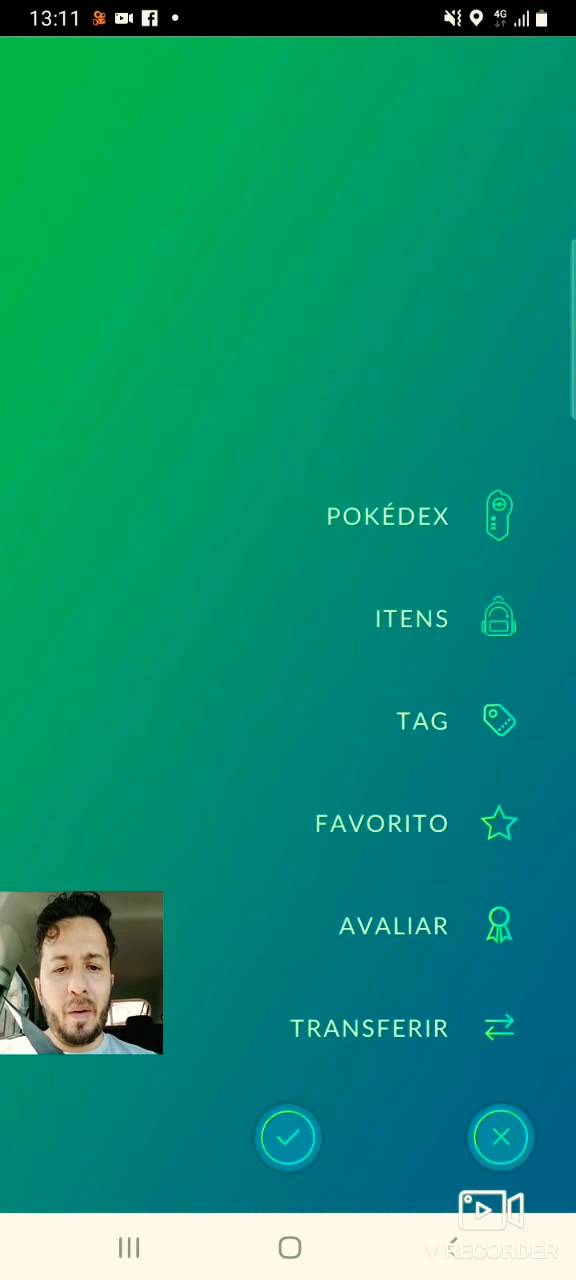 13:11
4G
POKÉDEX
ITENS
TAG
FAVORITO
AVALIAR
TRANSFERIR
V RECORDER